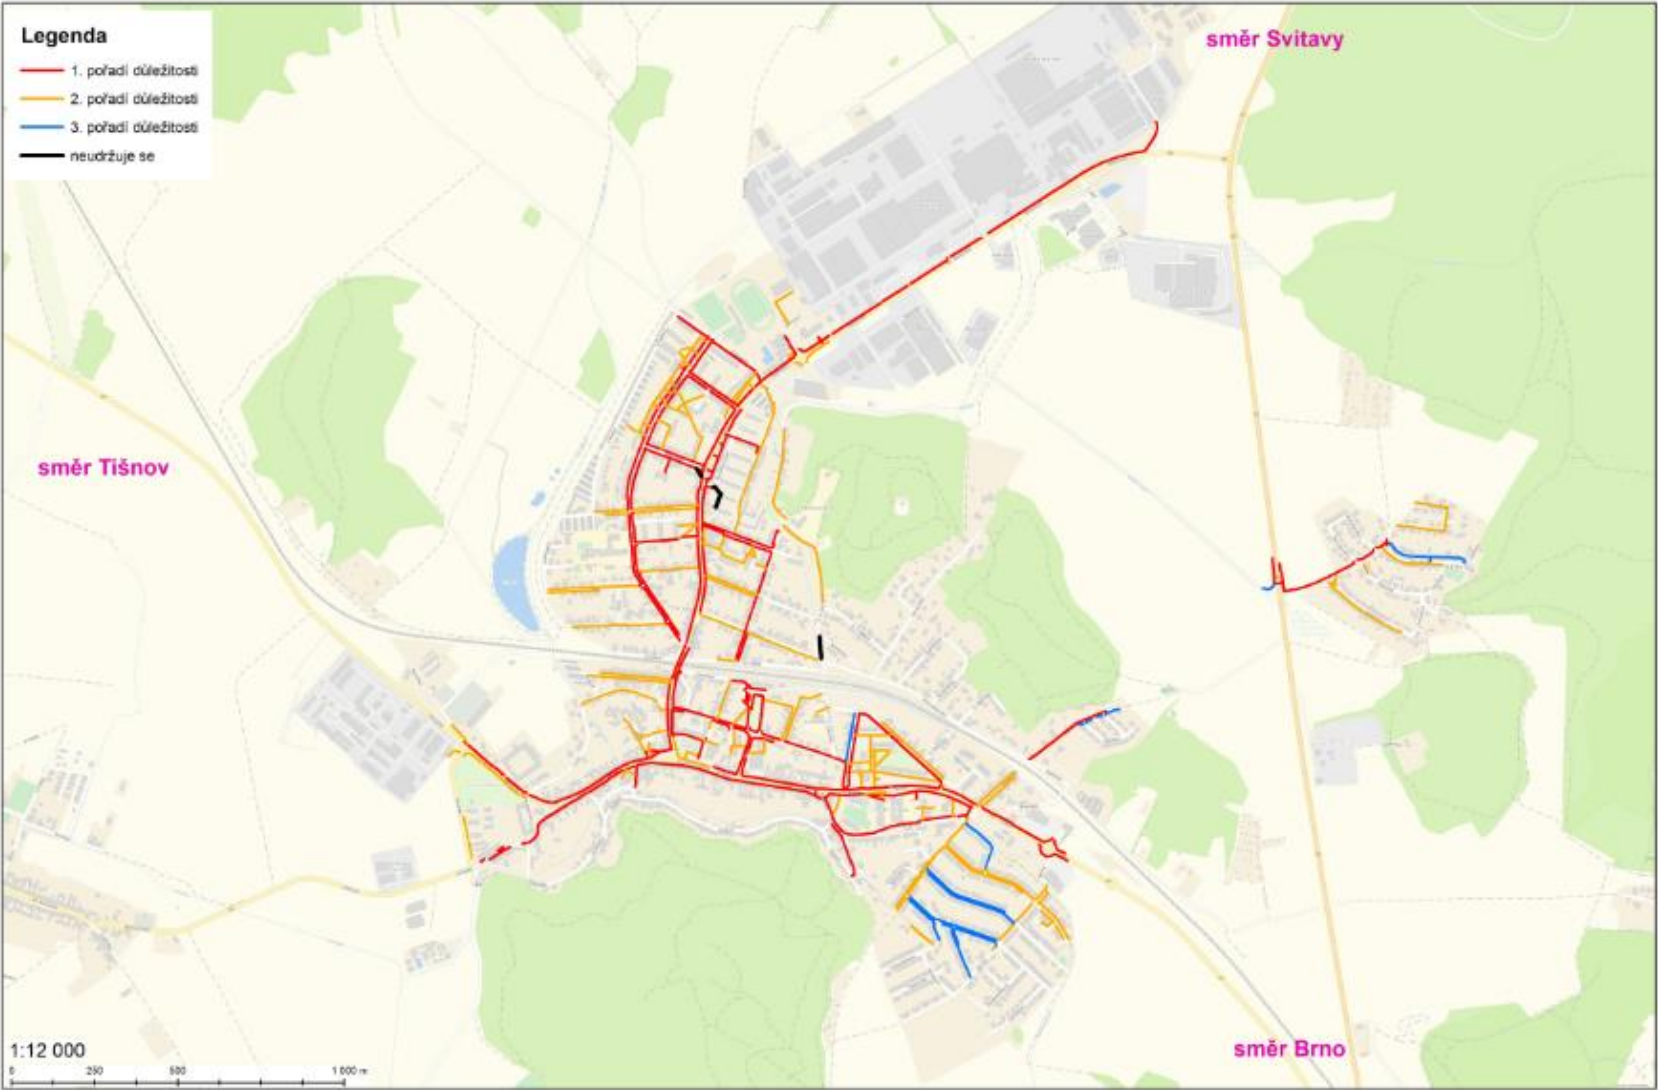 Legenda
1. pořadí důležitosti
2. pořadí důležitosti
3. pořadí důležitosti
neudržuje se
směr Svitavy
směr Tišnov
směr Brno
1:12 000
0 250 500 1 000 m